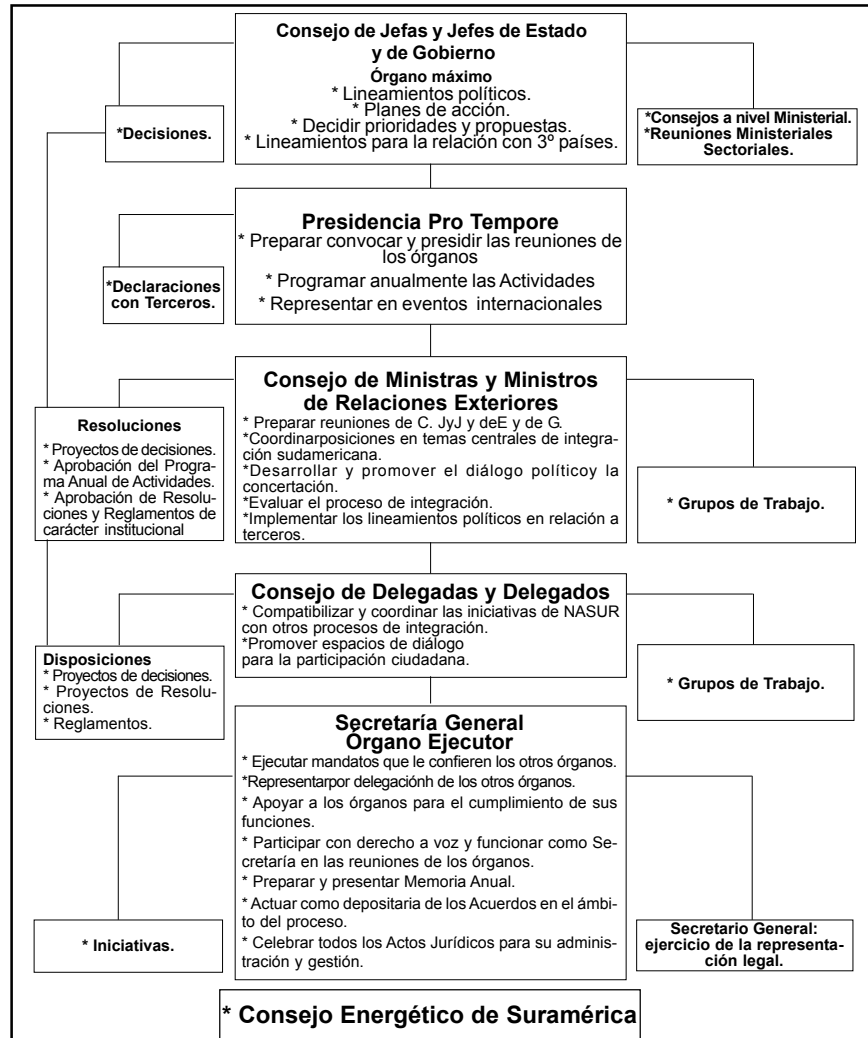 Consejo de Jefas y Jefes de Estado
y de Gobierno
Órgano máximo
* Lineamientos políticos.
* Planes de acción.
* Decidir prioridades y propuestas.
* Lineamientos para la relación con 3º países.
*Decisiones.
*Consejos a nivel Ministerial.
*Reuniones Ministeriales
Sectoriales.
Presidencia Pro Tempore
* Preparar convocar y presidir las reuniones de
los órganos
* Programar anualmente las Actividades
* Representar en eventos internacionales
*Declaraciones
con Terceros.
Consejo de Ministras y Ministros
de Relaciones Exteriores
* Preparar reuniones de C. JyJ y deE y de G.
*Coordinarposiciones en temas centrales de integra-
ción sudamericana.
*Desarrollar y promover el diálogo políticoy la
concertación.
*Evaluar el proceso de integración.
*Implementar los lineamientos políticos en relación a
terceros.
Resoluciones
* Proyectos de decisiones.
* Aprobación del Progra-
ma Anual de Actividades.
* Aprobación de Resolu-
ciones y Reglamentos de
carácter institucional
* Grupos de Trabajo.
Consejo de Delegadas y Delegados
* Compatibilizar y coordinar las iniciativas de NASUR
con otros procesos de integración.
*Promover espacios de diálogo
para la participación ciudadana.
Disposiciones
* Proyectos de decisiones.
* Proyectos de Resolu-
ciones.
* Reglamentos.
* Grupos de Trabajo.
Secretaría General
Órgano Ejecutor
* Ejecutar mandatos que le confieren los otros órganos.
*Representarpor delegaciónh de los otros órganos.
* Apoyar a los órganos para el cumplimiento de sus
funciones.
* Participar con derecho a voz y funcionar como Se-
cretaría en las reuniones de los órganos.
* Preparar y presentar Memoria Anual.
* Actuar como depositaria de los Acuerdos en el ámbi-
to del proceso.
* Celebrar todos los Actos Jurídicos para su adminis-
tración y gestión.
* Iniciativas.
Secretario General:
ejercicio de la representa-
ción legal.
* Consejo Energético de Suramérica